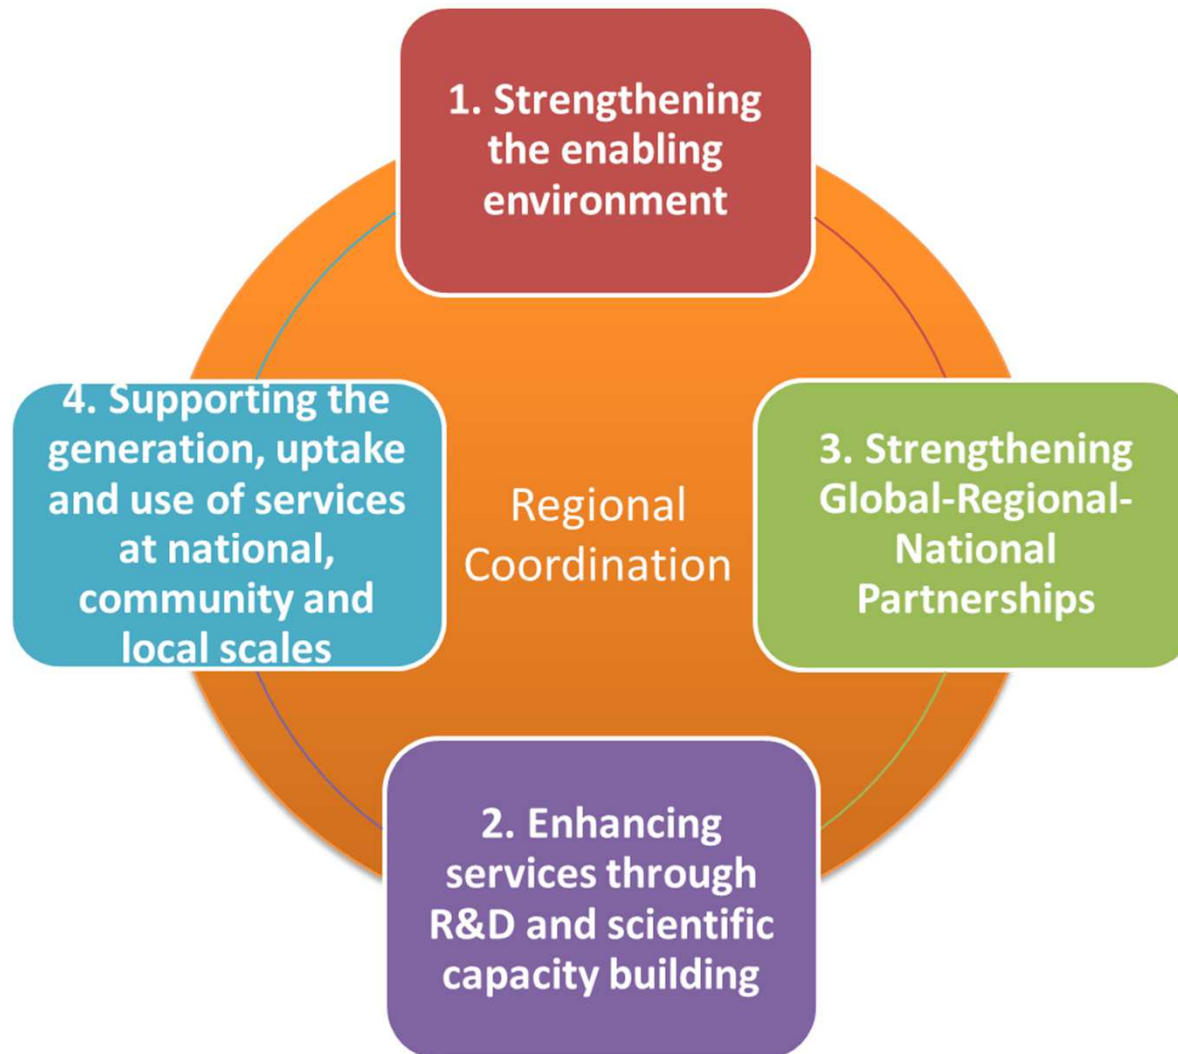 1. Strengthening
the enabling
environment
4. Supporting the
generation, uptake
and use of services
at national,
community and
local scales
Regional
Coordination
3. Strengthening
Global-Regional-
National
Partnerships
2. Enhancing
services through
R&D and scientific
capacity building